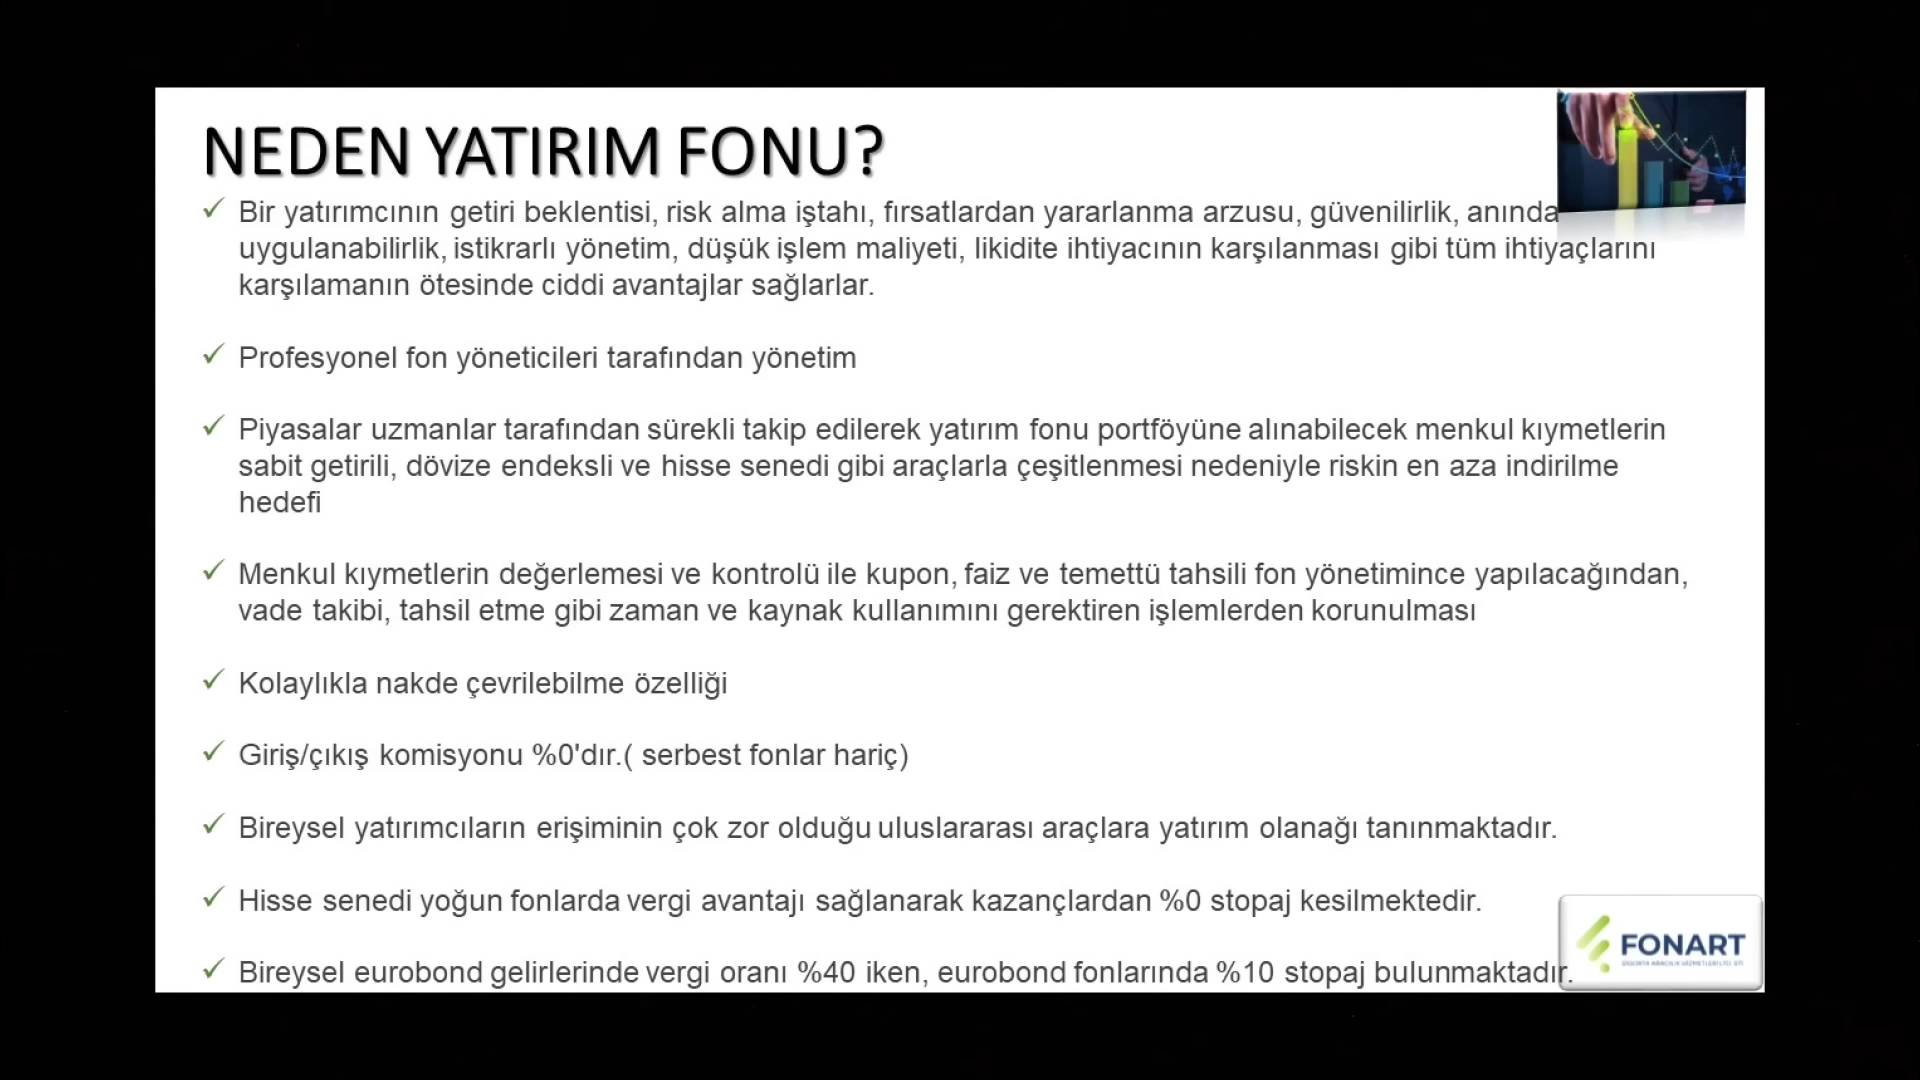 NEDEN YATIRIM FONU?
Bir yatırımcının getiri beklentisi, risk alma iştahı, fırsatlardan yararlanma arzusu, güvenilirlik, anında
uygulanabilirlik, istikrarlı yönetim, düşük işlem maliyeti, likidite ihtiyacının karşılanması gibi tüm ihtiyaçlarını
karşılamanın ötesinde ciddi avantajlar sağlarlar.
Profesyonel fon yöneticileri tarafından yönetim
Piyasalar uzmanlar tarafından sürekli takip edilerek yatırım fonu portföyüne alınabilecek menkul kıymetlerin
sabit getirili, dövize endeksli ve hisse senedi gibi araçlarla çeşitlenmesi nedeniyle riskin en aza indirilme
hedefi
Menkul kıymetlerin değerlemesi ve kontrolü ile kupon, faiz ve temettü tahsili fon yönetimince yapılacağından,
vade takibi, tahsil etme gibi zaman ve kaynak kullanımını gerektiren işlemlerden korunulması
Kolaylıkla nakde çevrilebilme özelliği
Giriş/çıkış komisyonu %0'dır.( serbest fonlar hariç)
Bireysel yatırımcıların erişiminin çok zor olduğu uluslararası araçlara yatırım olanağı tanınmaktadır.
Hisse senedi yoğun fonlarda vergi avantajı sağlanarak kazançlardan %0 stopaj kesilmektedir.
Bireysel eurobond gelirlerinde vergi oranı %40 iken, eurobond fonlarında %10 stopaj bulunmaktadır.
FONART